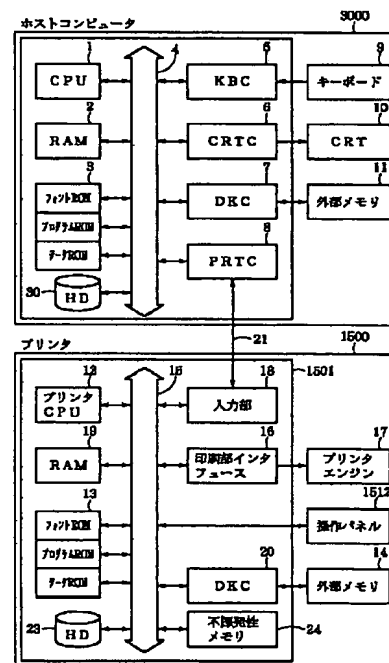 ホストコンピュータ
3000
1
4
5
9
CPU
KBC
キーボード
2
6
10
RAM
CRTC
CRT
3
7
11
フォントROM
DKC
外部メモリ
プログラムROM
8
データROM
PRTC
30
HD
21
プリンタ
1500
12
15
18
1501
プリンタ
CPU
入力部
19
16
17
RAM
印刷部インタ
フェース
プリンタ
エンジン
13
1512
フォントROM
操作パネル
プログラムROM
20
14
データROM
DKC
外部メモリ
23
HD
不揮発性
メモリ
24